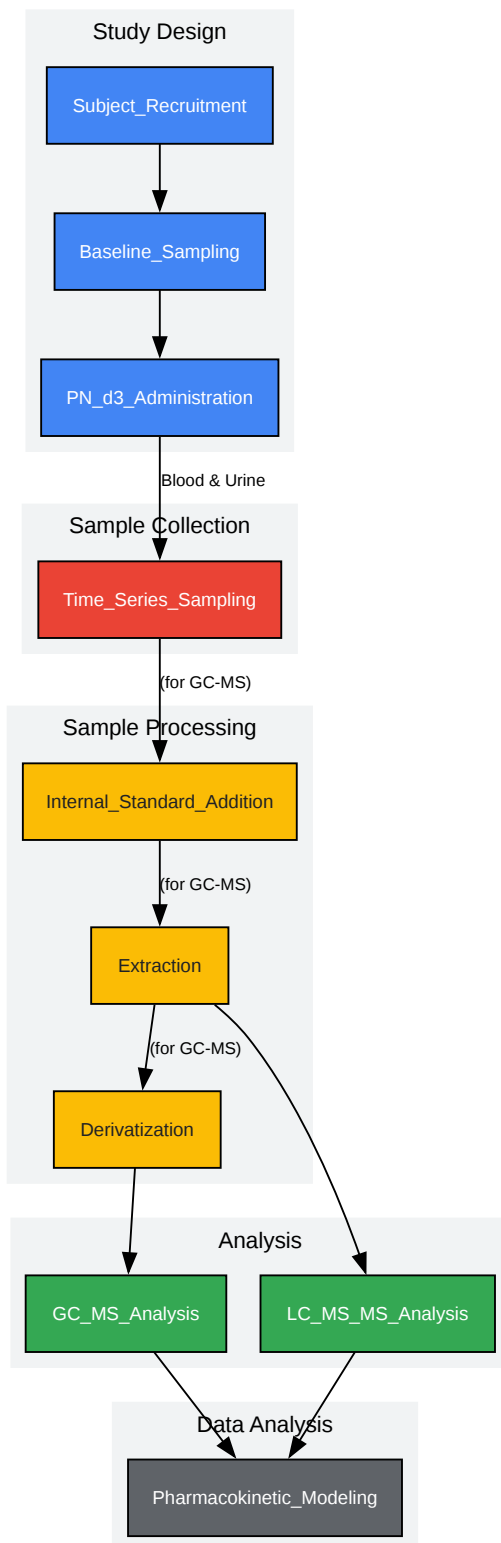 Study Design
Subject_Recruitment
Baseline_Sampling
PN_d3_Administration
Blood & Urine
Sample Collection
Time_Series_Sampling
(for GC-MS)
Sample Processing
Internal_Standard_Addition
(for GC-MS)
Extraction
(for GC-MS)
Derivatization
Analysis
GC_MS_Analysis
LC_MS_MS_Analysis
Data Analysis
Pharmacokinetic_Modeling